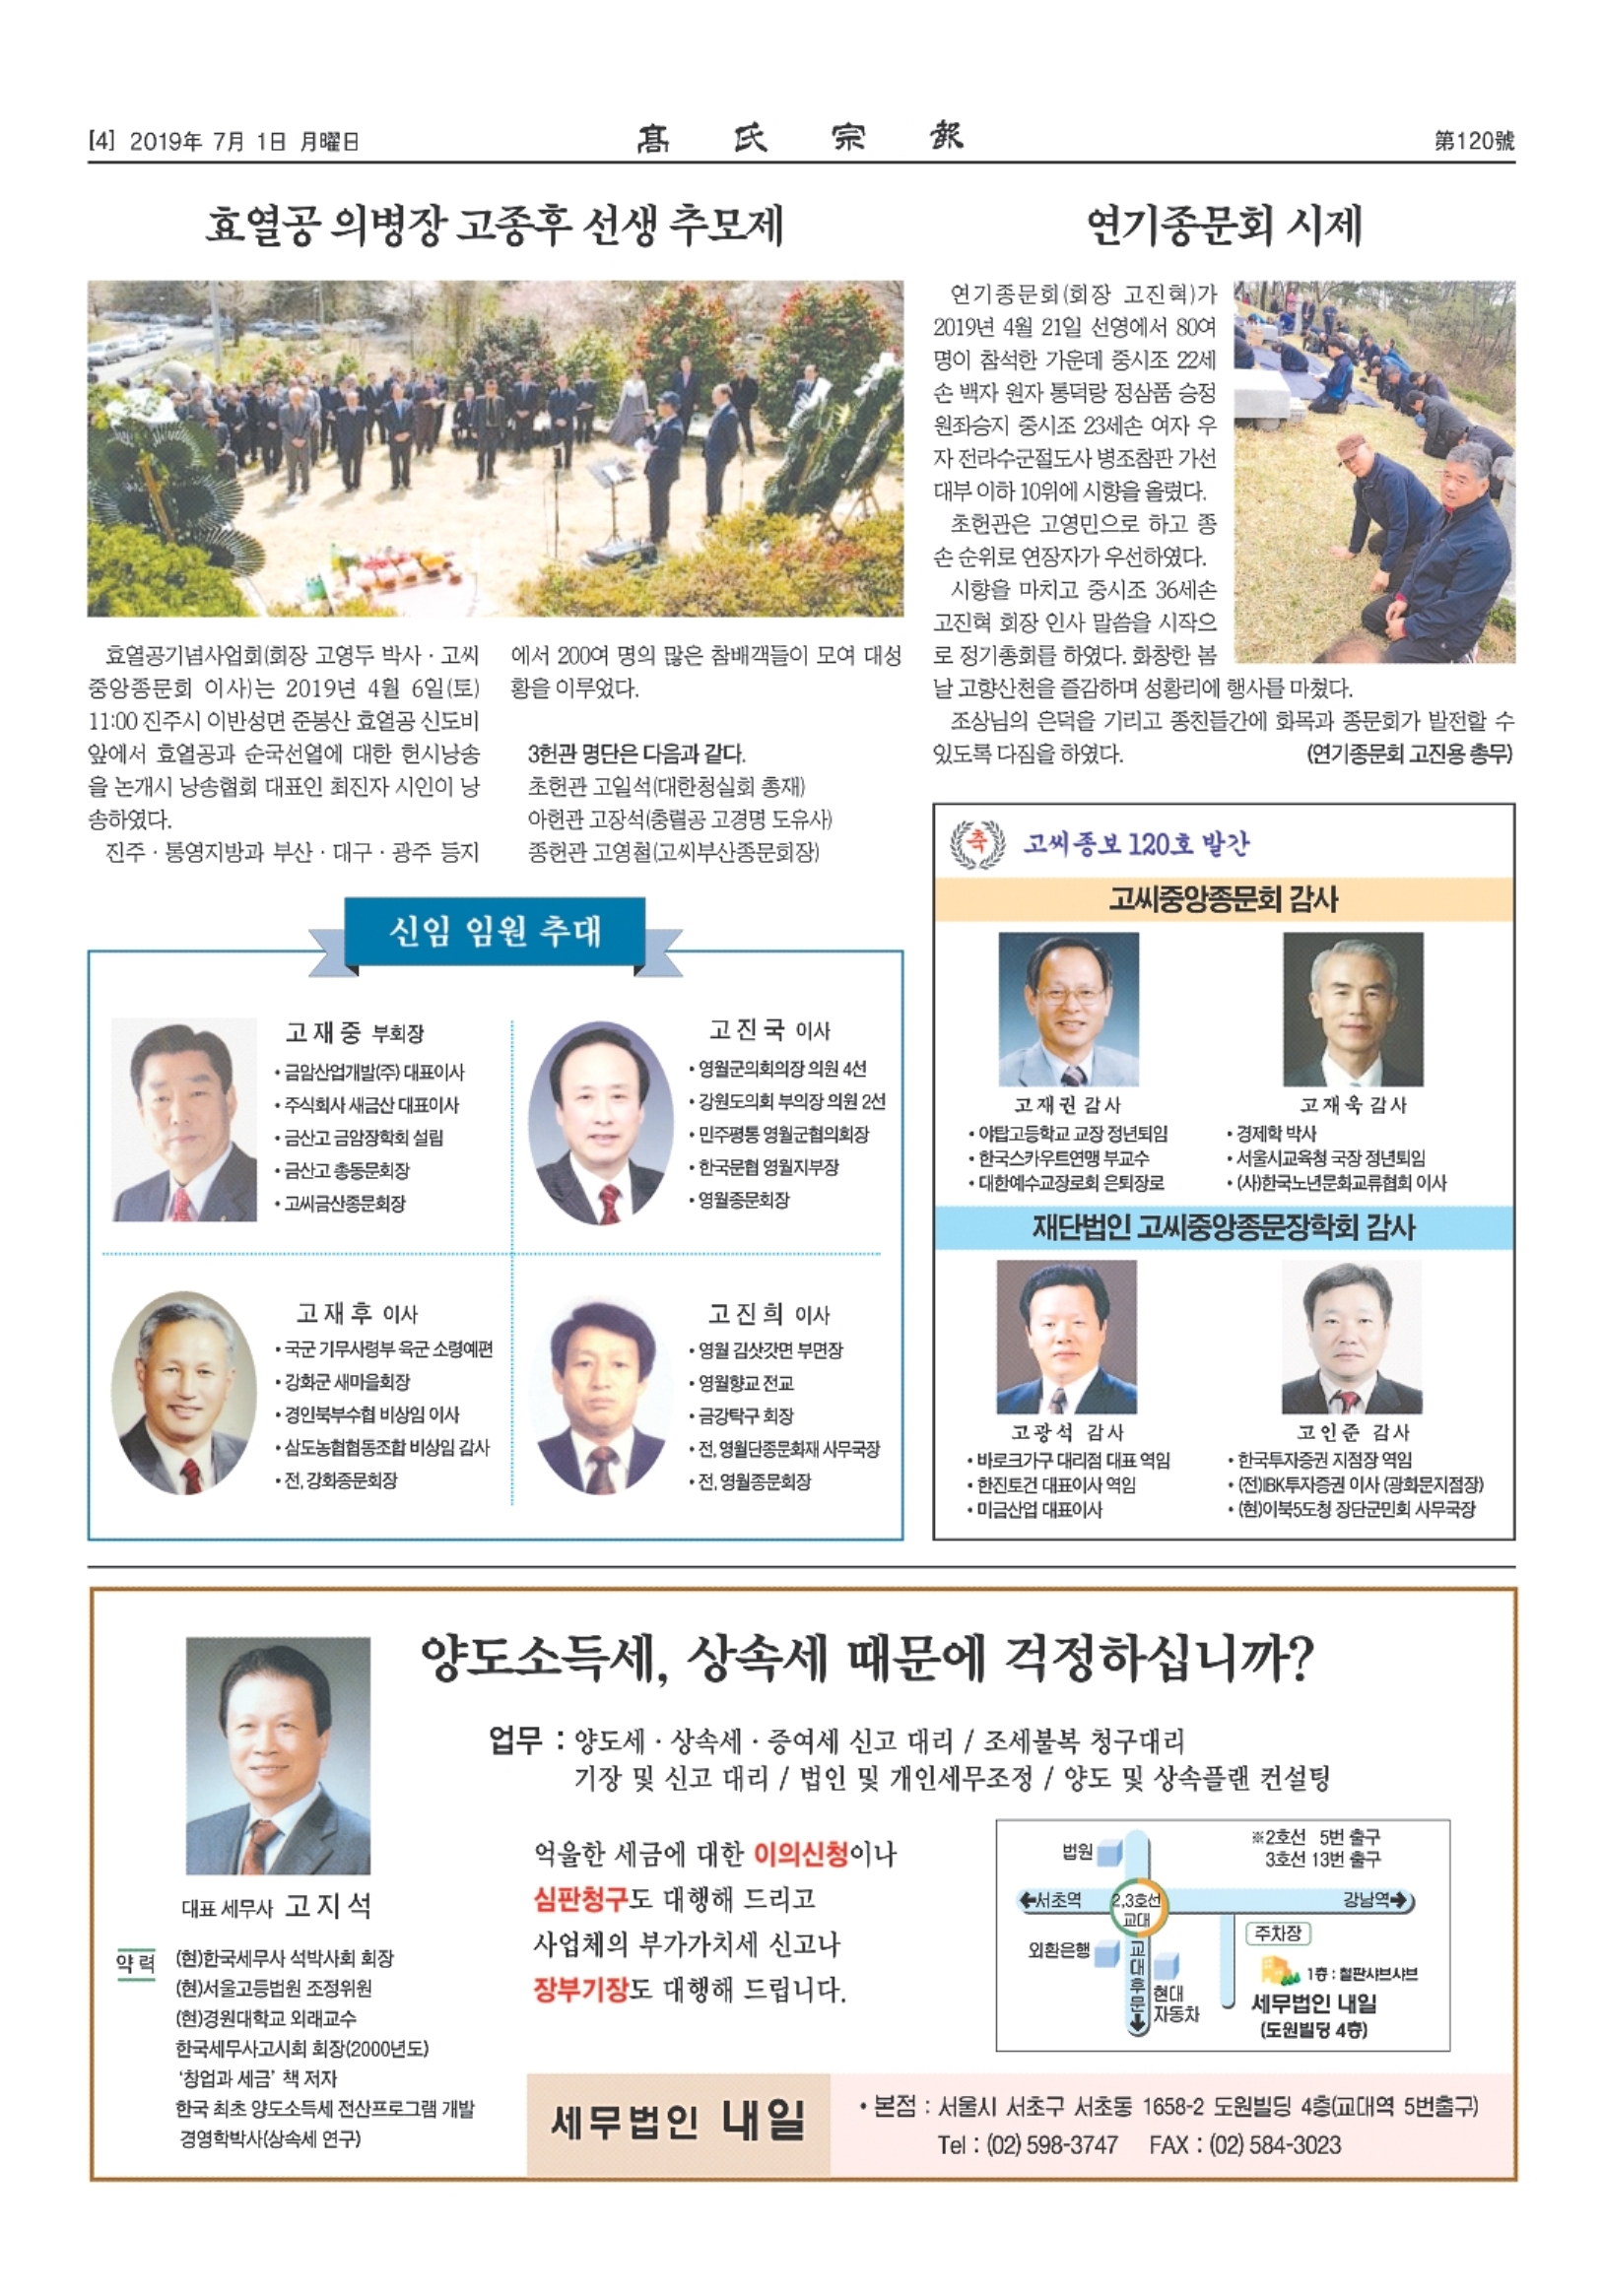 [4] 2019年 7月 1日 月曜日
髙氏宗報
第120號
효열공 의병장 고종후 선생 추모제
효열공기념사업회(회장 고영두 박사·고씨
중앙종문회 이사)는 2019년 4월 6일(토)
11:00 진주시 이반성면 준봉산 효열공 신도비
앞에서 효열공과 순국선열에 대한 헌시낭송
을 논개시 낭송협회 대표인 최진자 시인이 낭
송하였다.
진주·통영지방과 부산·대구·광주 등지
에서 200여 명의 많은 참배객들이 모여 대성
황을 이루었다.
3헌관 명단은 다음과 같다.
초헌관 고일석(대한청실회 총재)
아헌관 고장석(충렬공 고경명 도유사)
종헌관 고영철(고씨부산종문회장)
연기종문회 시제
연기종문회(회장 고진혁)가
2019년 4월 21일 선영에서 80여
명이 참석한 가운데 중시조 22세
손 백자 원자 통덕랑 정삼품 승정
원좌승지 중시조 23세손 여자 우
자 전라수군절도사 병조참판 가선
대부 이하 10위에 시향을 올렸다.
초헌관은 고영민으로 하고 종
손 순위로 연장자가 우선하였다.
시향을 마치고 중시조 36세손
고진혁 회장 인사 말씀을 시작으
로 정기총회를 하였다. 화창한 봄
날 고향산천을 즐감하며 성황리에 행사를 마쳤다.
조상님의 은덕을 기리고 종친들간에 화목과 종문회가 발전할 수
있도록 다짐을 하였다. (연기종문회 고진용 총무)
신임 임원 추대
고재중 부회장
• 금암산업개발(주) 대표이사
• 주식회사 새금산 대표이사
• 금산고 금암장학회 설립
• 금산고 총동문회장
• 고씨금산종문회장
고진국 이사
• 영월군의회의장 의원 4선
• 강원도의회 부의장 의원 2선
• 민주평통 영월군협의회장
• 한국문협 영월지부장
• 영월종문회장
고재후 이사
• 국군 기무사령부 육군 소령예편
• 강화군 새마을회장
• 경인북부수협 비상임 이사
• 삼도농협협동조합 비상임 감사
• 전, 강화종문회장
고진희 이사
• 영월 김삿갓면 부면장
• 영월향교 전교
• 금강탁구 회장
• 전, 영월단종문화재 사무국장
• 전, 영월종문회장
축 고씨종보 120호 발간
고씨중앙종문회 감사
고재권 감사
• 야탑고등학교 교장 정년퇴임
• 한국스카우트연맹 부교수
• 대한예수교장로회 은퇴장로
고재욱 감사
• 경제학 박사
• 서울시교육청 국장 정년퇴임
• (사)한국노년문화교류협회 이사
재단법인 고씨중앙종문장학회 감사
고광석 감사
• 바로크가구 대리점 대표 역임
• 한진토건 대표이사 역임
• 미금산업 대표이사
고인준 감사
• 한국투자증권 지점장 역임
• (전)IBK투자증권 이사 (광화문지점장)
• (현)이북5도청 장단군민회 사무국장
양도소득세, 상속세 때문에 걱정하십니까?
업무 : 양도세·상속세·증여세 신고 대리 / 조세불복 청구대리
기장 및 신고 대리 / 법인 및 개인세무조정 / 양도 및 상속플랜 컨설팅
대표 세무사 고지석
약력
(현)한국세무사 석박사회 회장
(현)서울고등법원 조정위원
(현)경원대학교 외래교수
한국세무사고시회 회장(2000년도)
‘창업과 세금’ 책 저자
한국 최초 양도소득세 전산프로그램 개발
경영학박사(상속세 연구)
억울한 세금에 대한 이의신청이나
심판청구도 대행해 드리고
사업체의 부가가치세 신고나
장부기장도 대행해 드립니다.
법원
※2호선 5번 출구
3호선 13번 출구
서초역
2,3호선
교대
강남역
외환은행
교대후문
현대
자동차
주차장
1층 : 철판샤브샤브
세무법인 내일
(도원빌딩 4층)
세무법인 내일
• 본점 : 서울시 서초구 서초동 1658-2 도원빌딩 4층(교대역 5번출구)
Tel : (02) 598-3747 FAX : (02) 584-3023